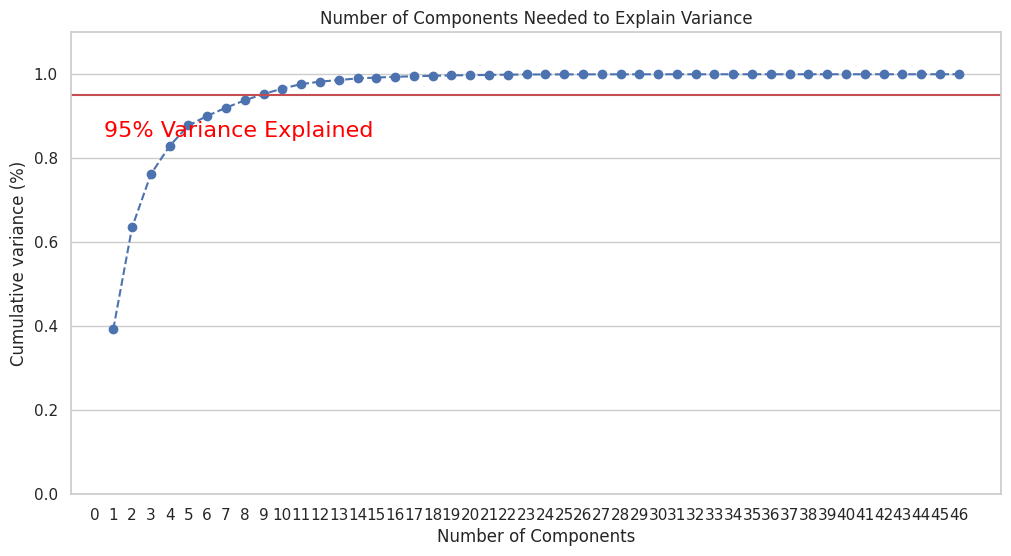 Number of Components Needed to Explain Variance
1.0
95% Variance Explained
0.8
0.6
0.4
0.2
0.0
Cumulative variance (%)
0 1 2 3 4 5 6 7 8 9 10 11 12 13 14 15 16 17 18 19 20 21 22 23 24 25 26 27 28 29 30 31 32 33 34 35 36 37 38 39 40 41 42 43 44 45 46
Number of Components